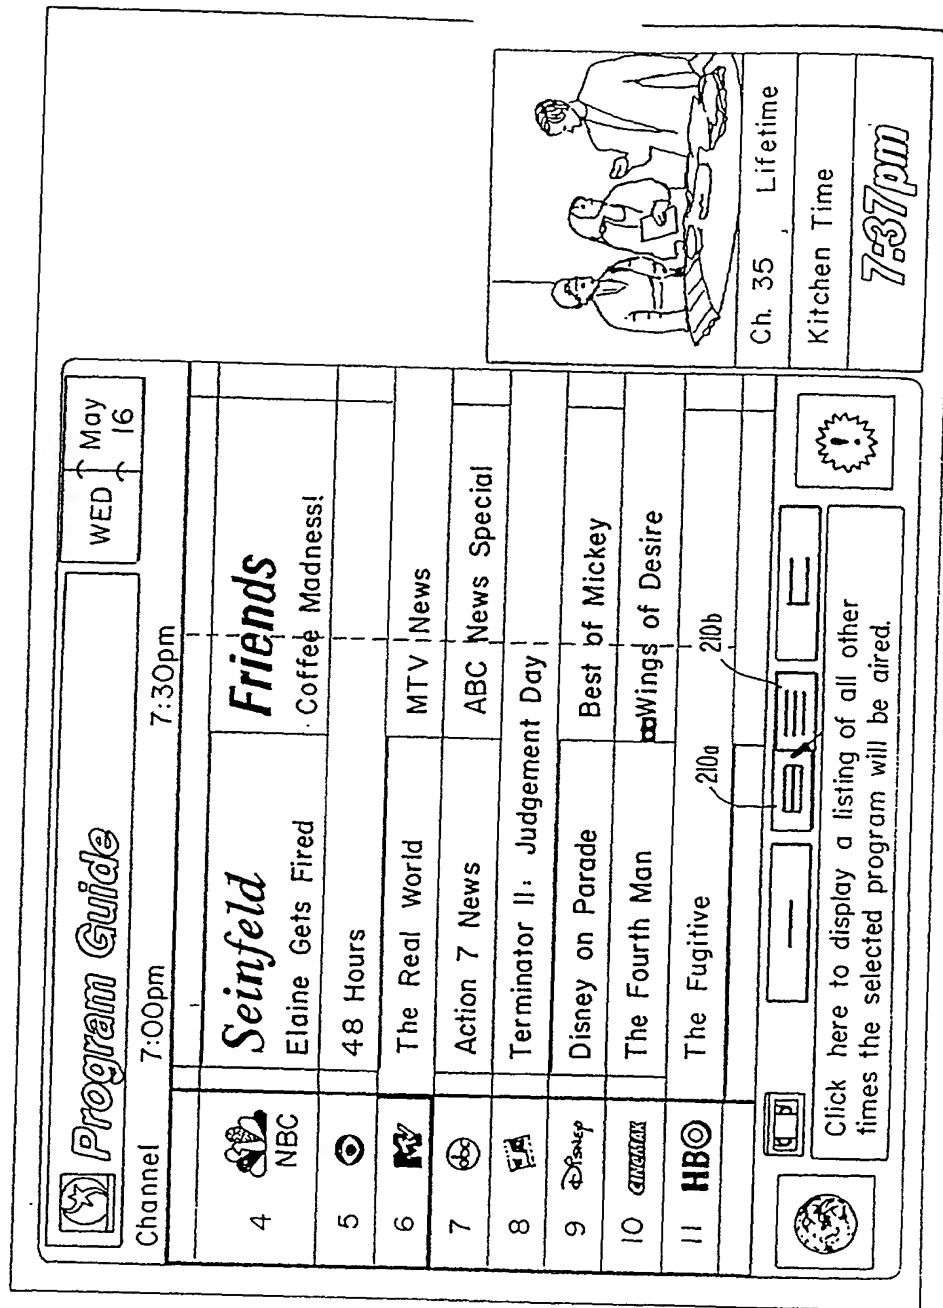 Program Guide
WED May
16
Channel 7:00pm 7:30pm
4 NBC Seinfeld Friends
Elaine Gets Fired Coffee Madness!
5 48 Hours
6 MTV The Real World MTV News
7 abc Action 7 News ABC News Special
8 Terminator II: Judgement Day
9 Disney Disney on Parade Best of Mickey
10 CINEMAX The Fourth Man Wings of Desire
11 HBO The Fugitive
210a 210b
!
Click here to display a listing of all other
times the selected program will be aired.
Ch. 35 Lifetime
Kitchen Time
7:37pm